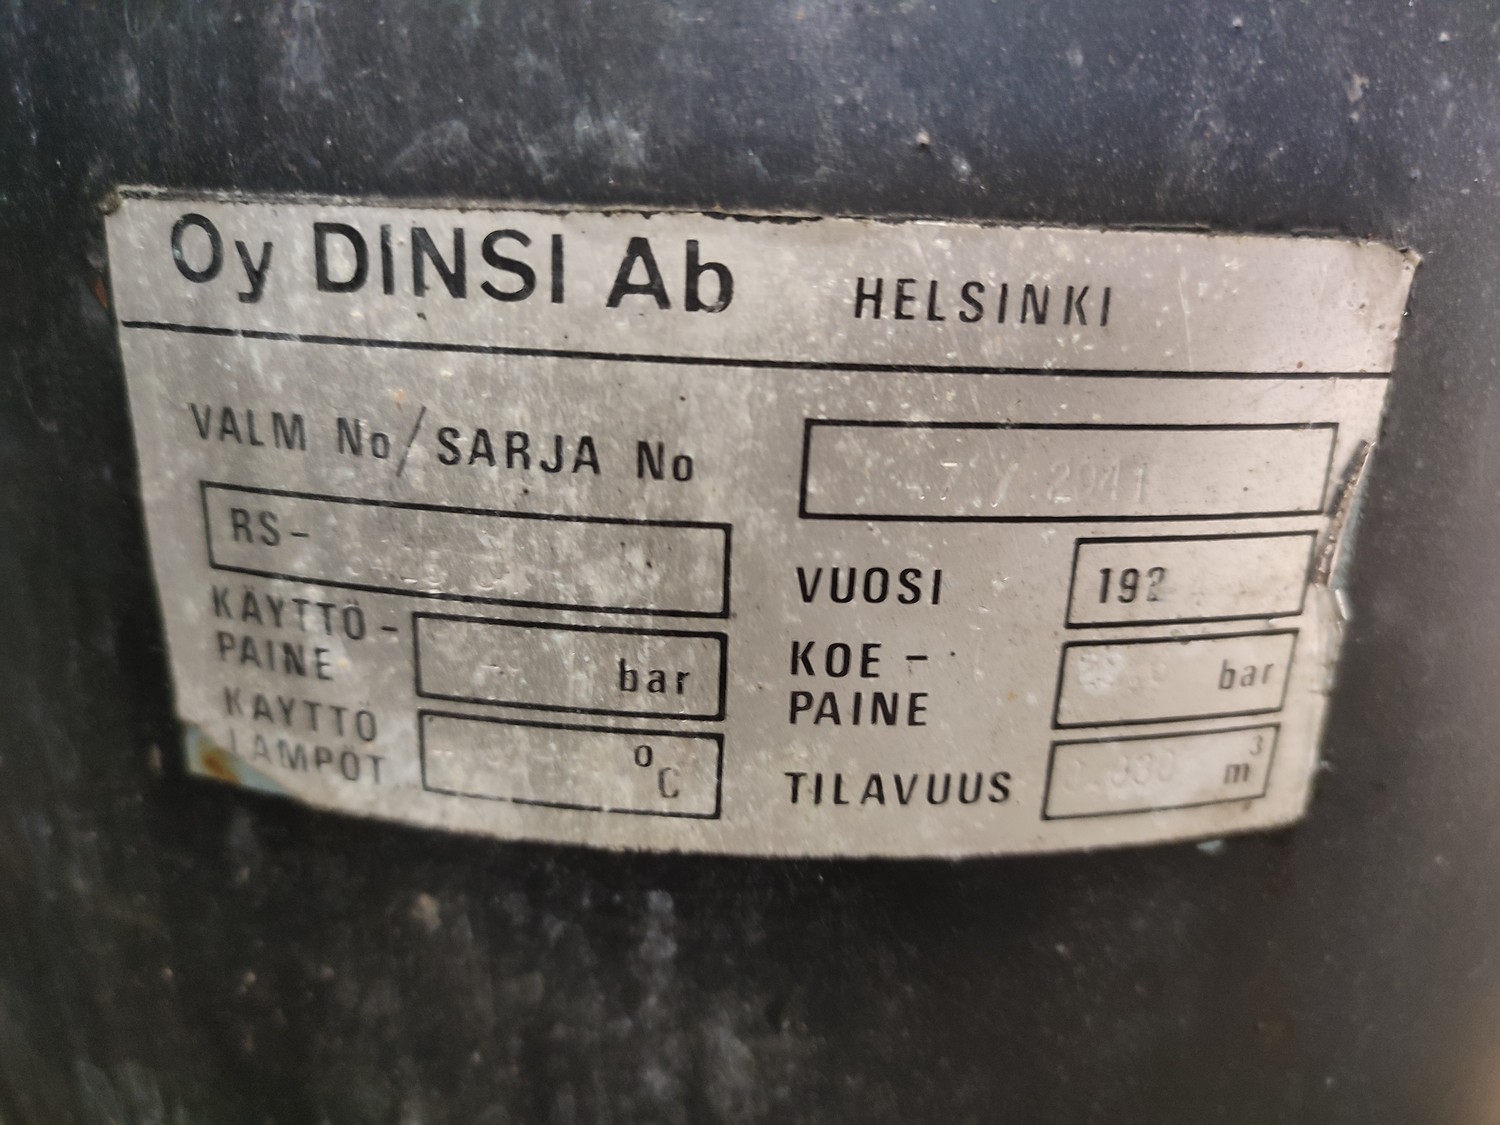 Oy DINSI Ab HELSINKI
VALM No/SARJA No
RS-
VUOSI 192
KÄYTTÖ-
PAINE bar
KOE-
PAINE bar
KÄYTTÖ
LÄMPÖT °C
TILAVUUS m³